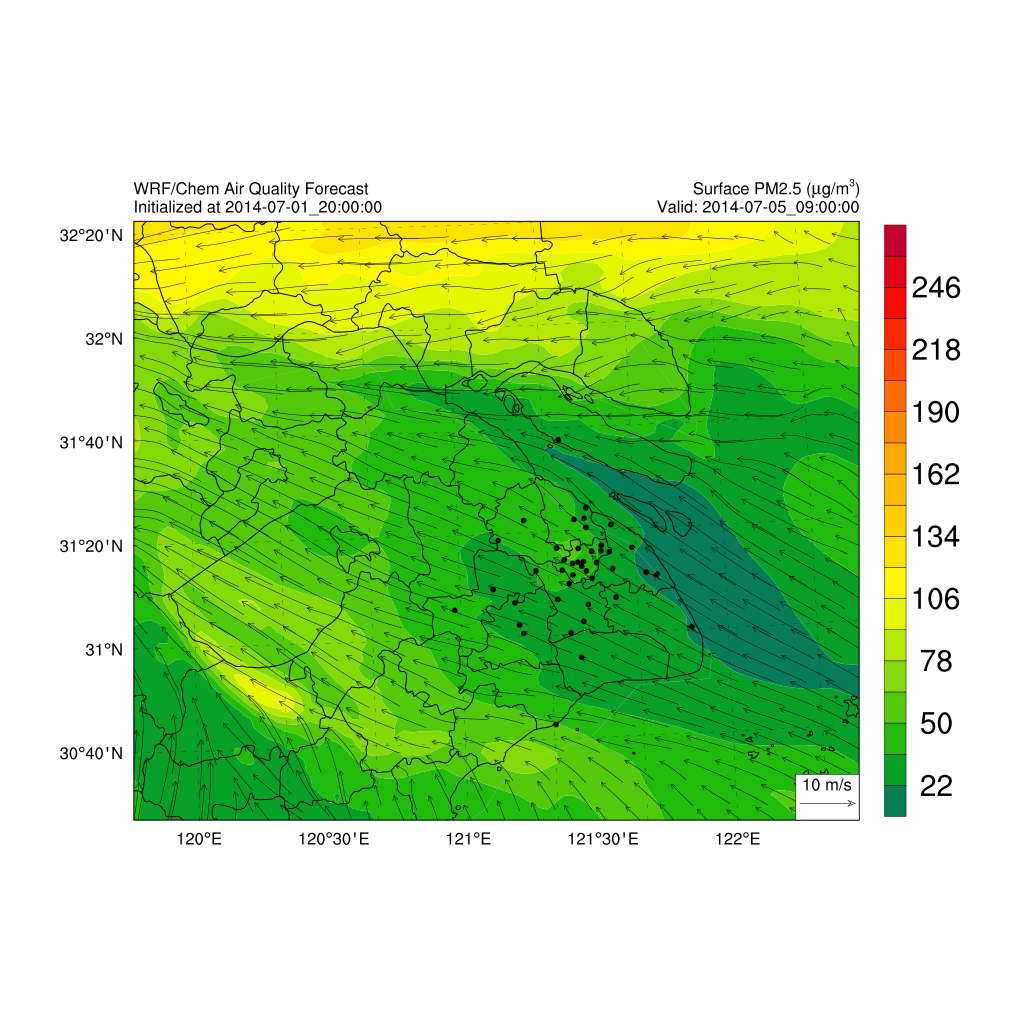 WRF/Chem Air Quality Forecast
Surface PM2.5 (μg/m³)
Initialized at 2014-07-01_20:00:00
Valid: 2014-07-05_09:00:00
32°20'N
32°N
31°40'N
31°20'N
31°N
30°40'N
120°E
120°30'E
121°E
121°30'E
122°E
10 m/s
246
218
190
162
134
106
78
50
22